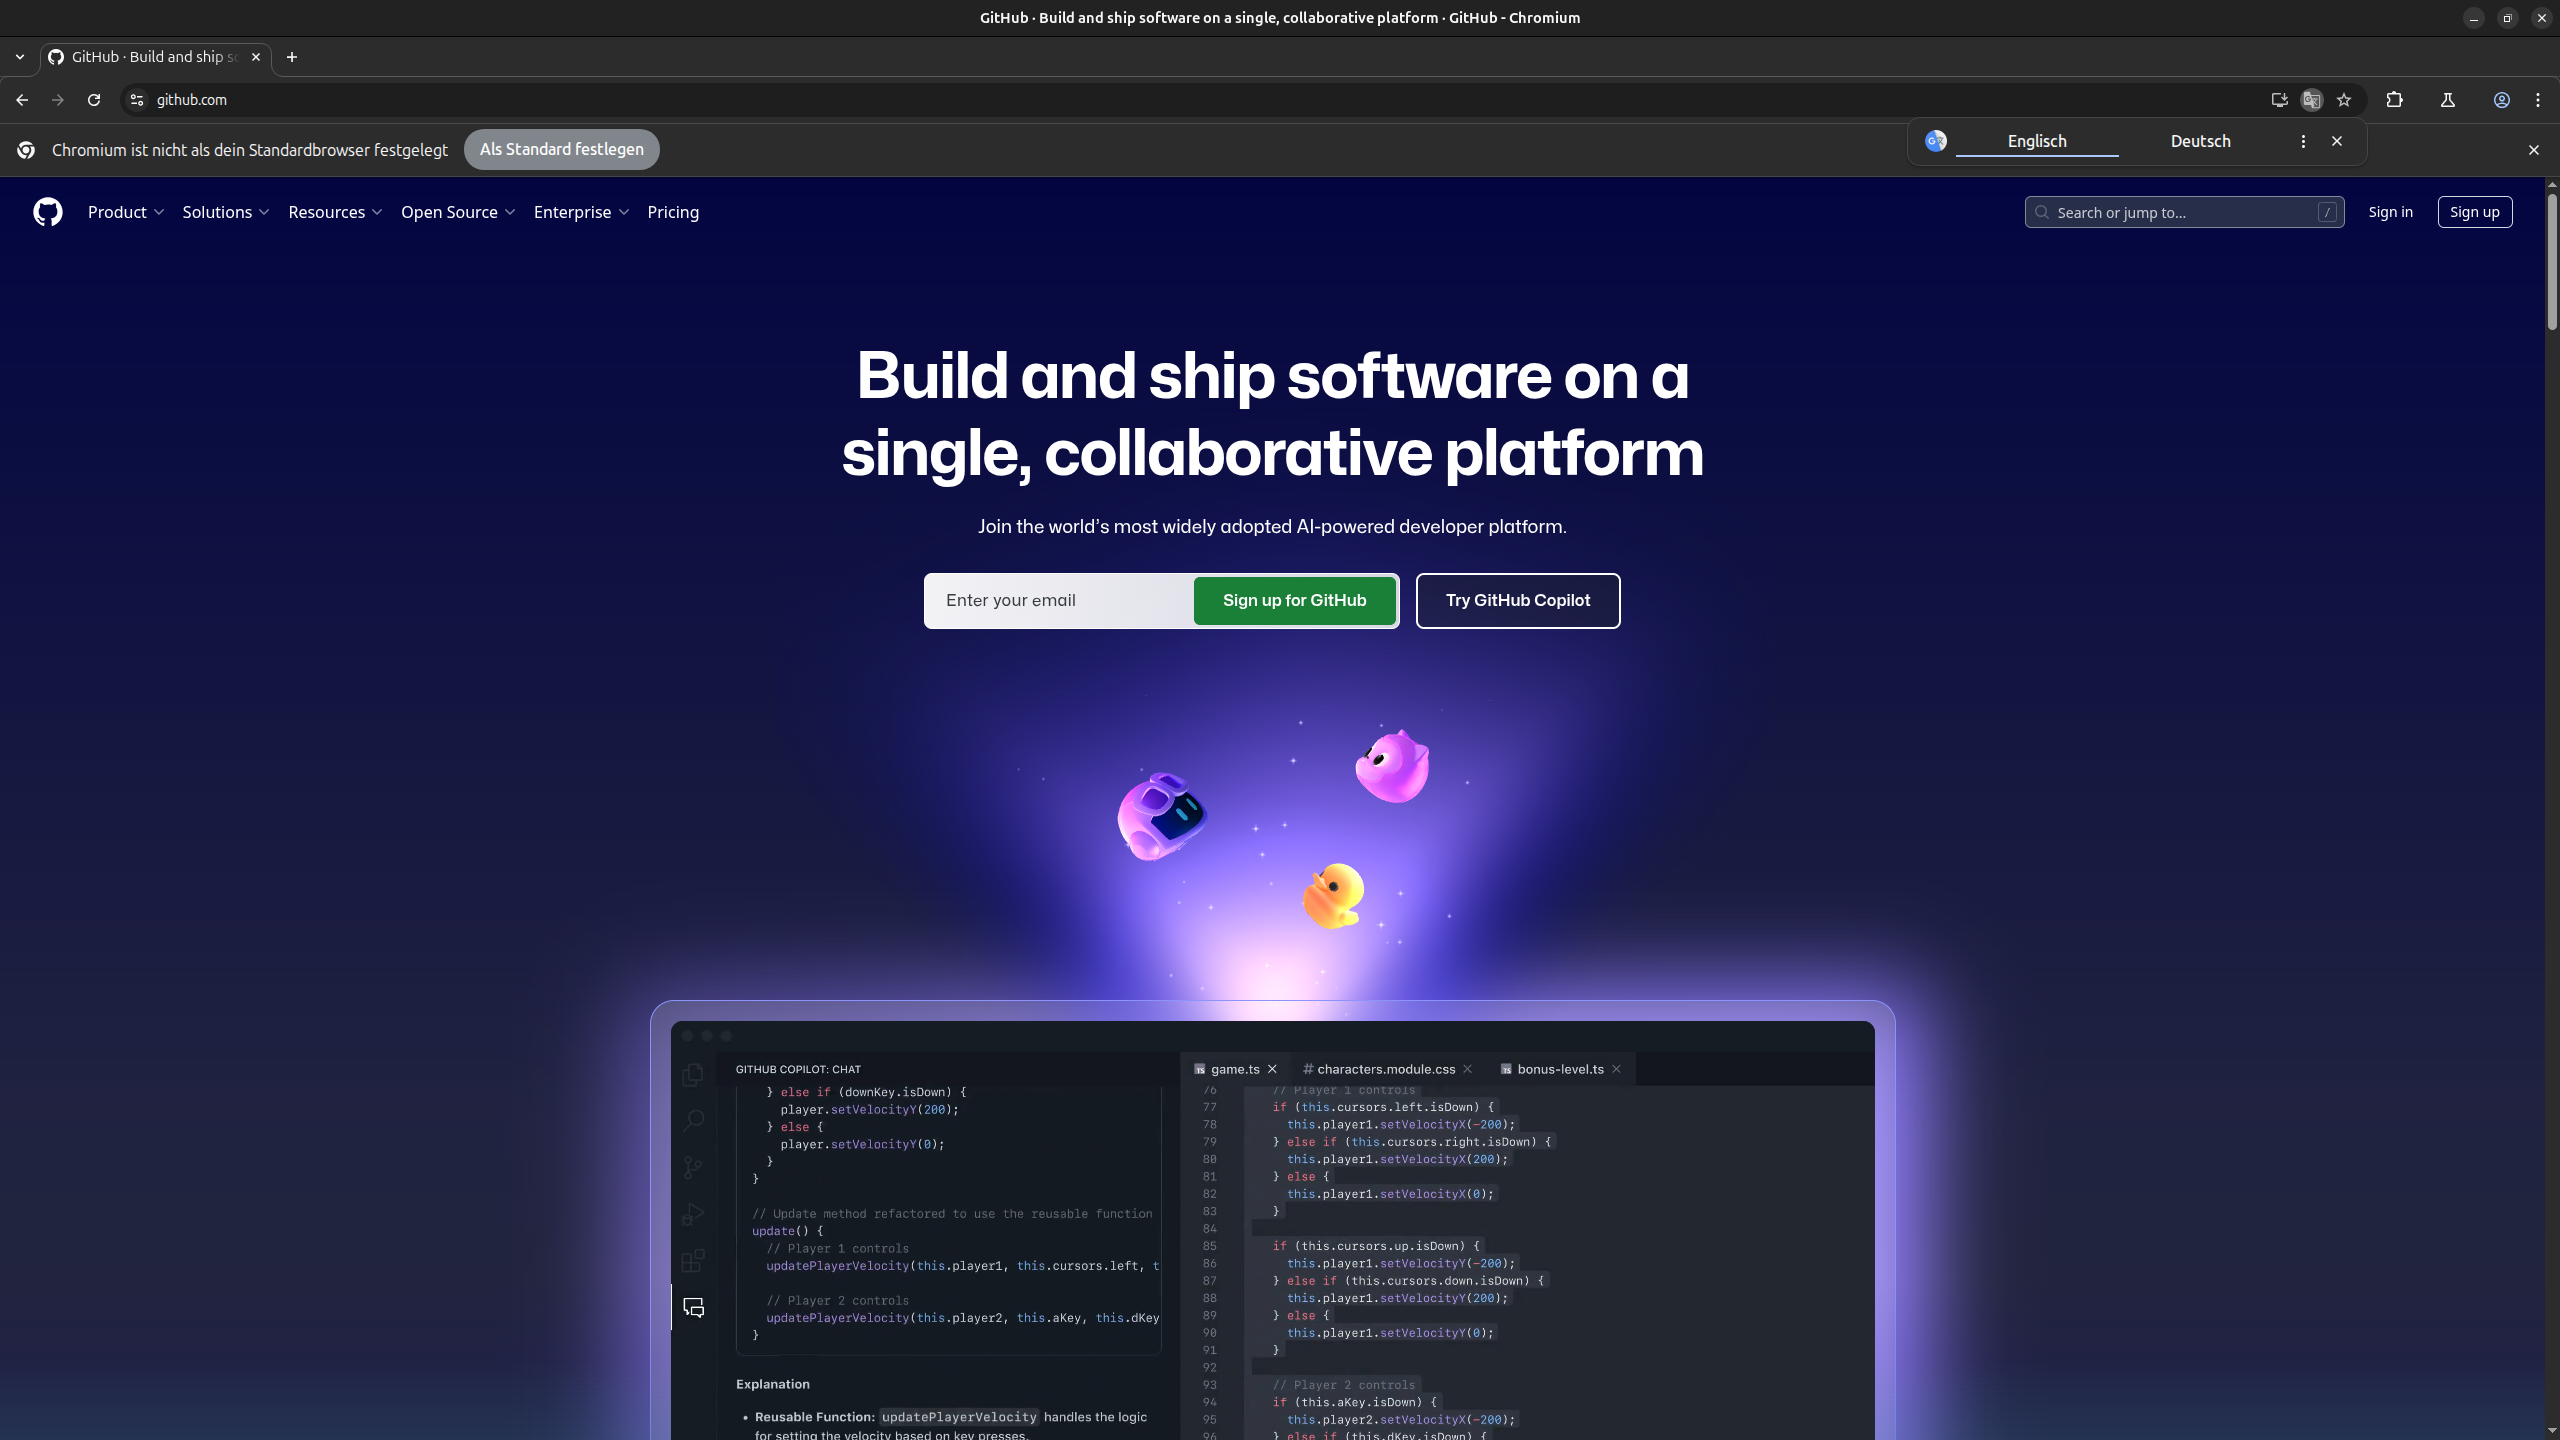 GitHub · Build and ship software on a single, collaborative platform · GitHub - Chromium
GitHub · Build and ship so
github.com
Chromium ist nicht als dein Standardbrowser festgelegt Als Standard festlegen
Englisch Deutsch
Product Solutions Resources Open Source Enterprise Pricing
Search or jump to... / Sign in Sign up
Build and ship software on a
single, collaborative platform
Join the world’s most widely adopted AI-powered developer platform.
Enter your email Sign up for GitHub Try GitHub Copilot
GITHUB COPILOT: CHAT
} else if (downKey.isDown) {
player.setVelocityY(200);
} else {
player.setVelocityY(0);
}
}
// Update method refactored to use the reusable function
update() {
// Player 1 controls
updatePlayerVelocity(this.player1, this.cursors.left, t
// Player 2 controls
updatePlayerVelocity(this.player2, this.aKey, this.dKey
}
Explanation
• Reusable Function: updatePlayerVelocity handles the logic
for setting the velocity based on key presses.
game.ts characters.module.css bonus-level.ts
76 // Player 1 controls
77 if (this.cursors.left.isDown) {
78 this.player1.setVelocityX(-200);
79 } else if (this.cursors.right.isDown) {
80 this.player1.setVelocityX(200);
81 } else {
82 this.player1.setVelocityX(0);
83 }
84
85 if (this.cursors.up.isDown) {
86 this.player1.setVelocityY(-200);
87 } else if (this.cursors.down.isDown) {
88 this.player1.setVelocityY(200);
89 } else {
90 this.player1.setVelocityY(0);
91 }
92
93 // Player 2 controls
94 if (this.aKey.isDown) {
95 this.player2.setVelocityX(-200);
96 } else if (this.dKey.isDown) {